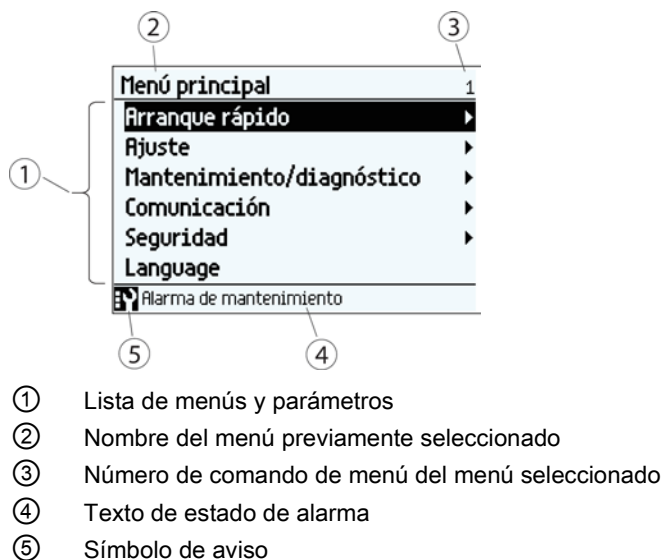 ② ③
Menú principal 1
Arranque rápido
Ajuste
① Mantenimiento/diagnóstico
Comunicación
Seguridad
Language
Alarma de mantenimiento
⑤ ④
① Lista de menús y parámetros
② Nombre del menú previamente seleccionado
③ Número de comando de menú del menú seleccionado
④ Texto de estado de alarma
⑤ Símbolo de aviso